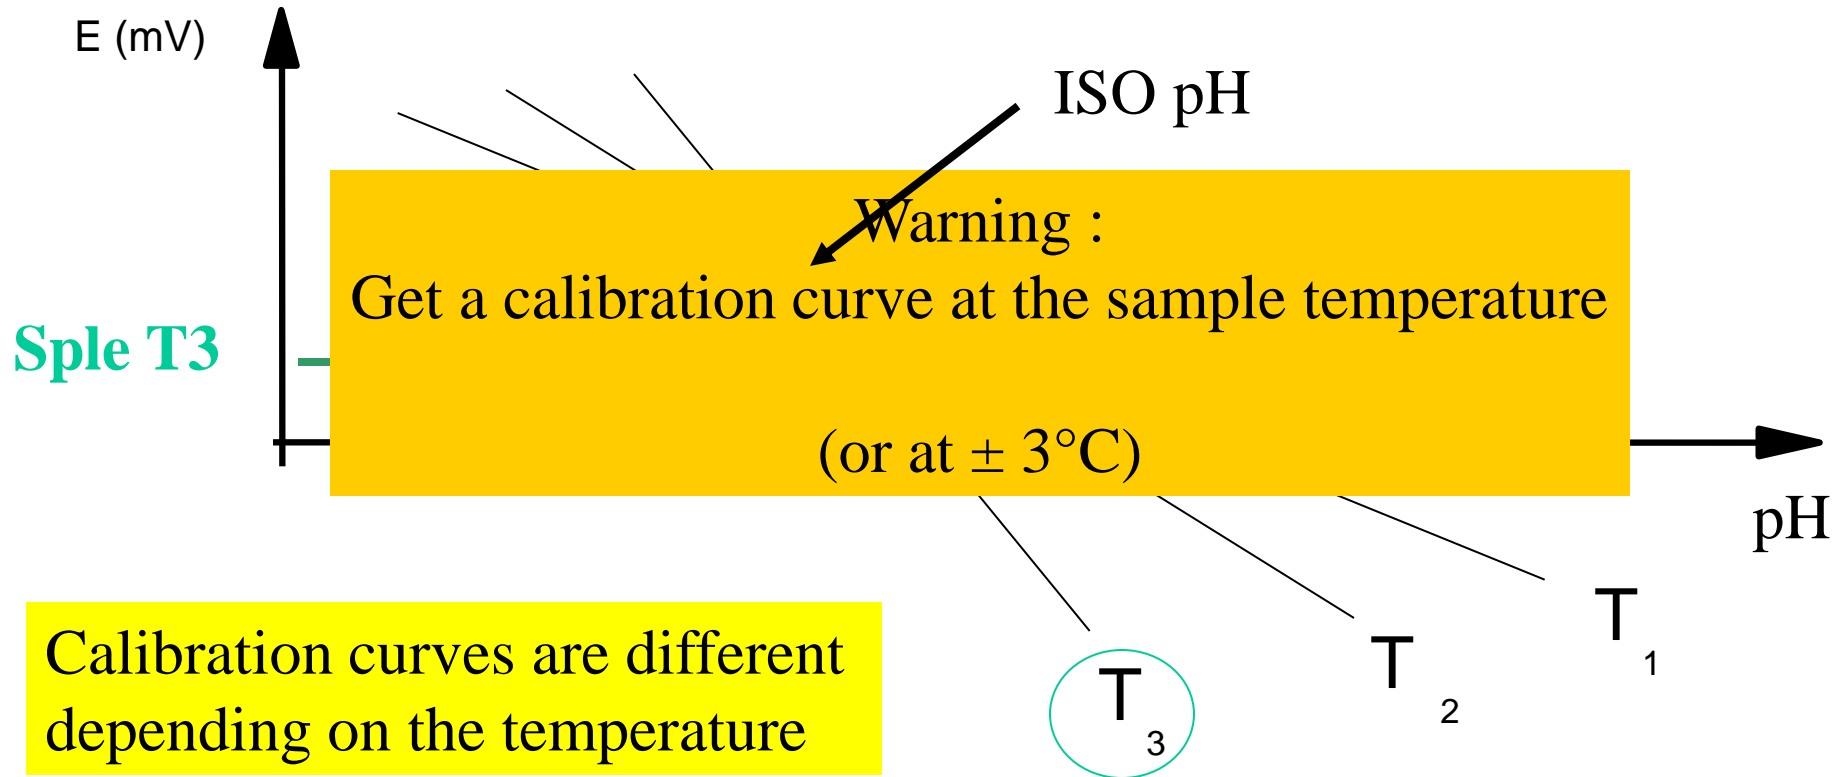 E (mV)
ISO pH
Warning :
Get a calibration curve at the sample temperature
Sple T3
(or at ± 3°C)
pH
T1
T2
T3
Calibration curves are different
depending on the temperature